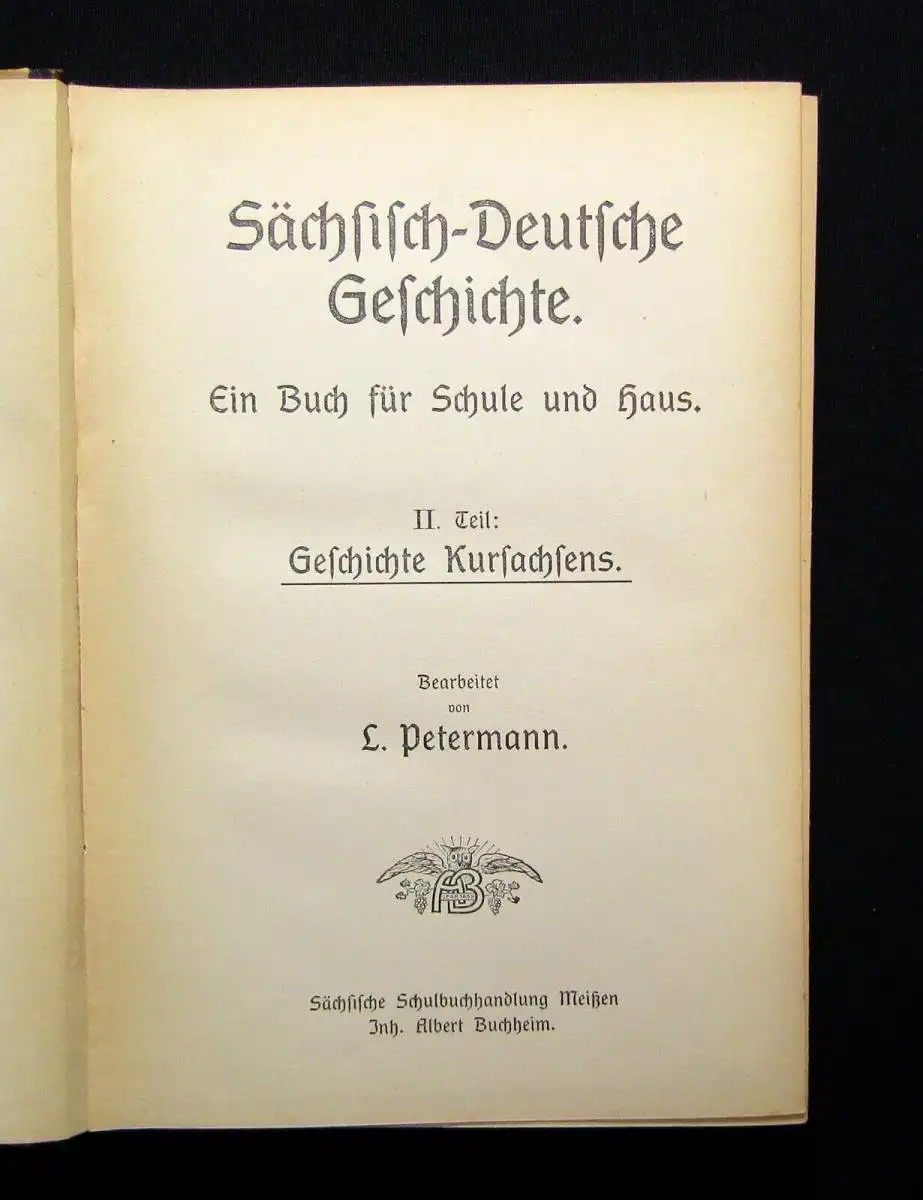 Sächſiſch-Deutſche
Geſchichte.
Ein Buch für Schule und Haus.
II. Teil:
Geſchichte Kurſachſens.
Bearbeitet
von
L. Petermann.
AB
Sächſiſche Schulbuchhandlung Meißen
Inh. Albert Buchheim.